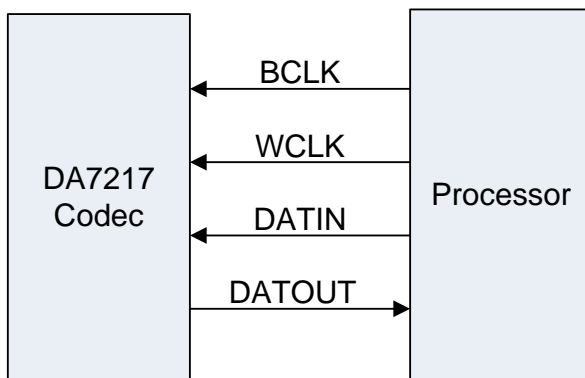 BCLK
WCLK
DA7217
Codec
Processor
DATIN
DATOUT